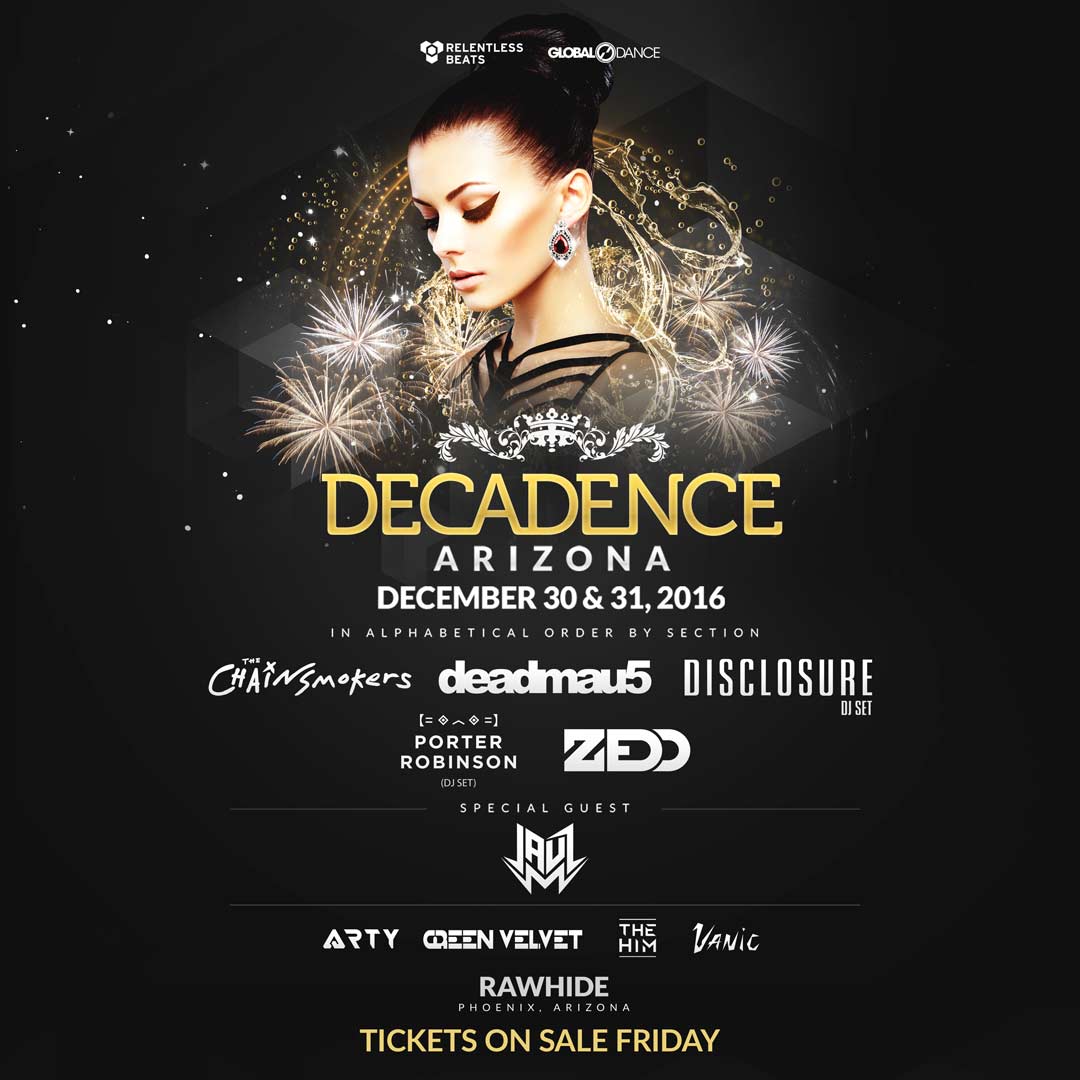 RELENTLESS BEATS
GLOBAL DANCE
DECADENCE
ARIZONA
DECEMBER 30 & 31, 2016
IN ALPHABETICAL ORDER BY SECTION
THE CHAINSMOKERS deadmau5 DISCLOSURE
DJ SET
[= ◈ ︿ ◈ =]
PORTER
ROBINSON
(DJ SET)
ZEDD
SPECIAL GUEST
JAUZ
ARTY GREEN VELVET THE HIM VANIC
RAWHIDE
PHOENIX, ARIZONA
TICKETS ON SALE FRIDAY